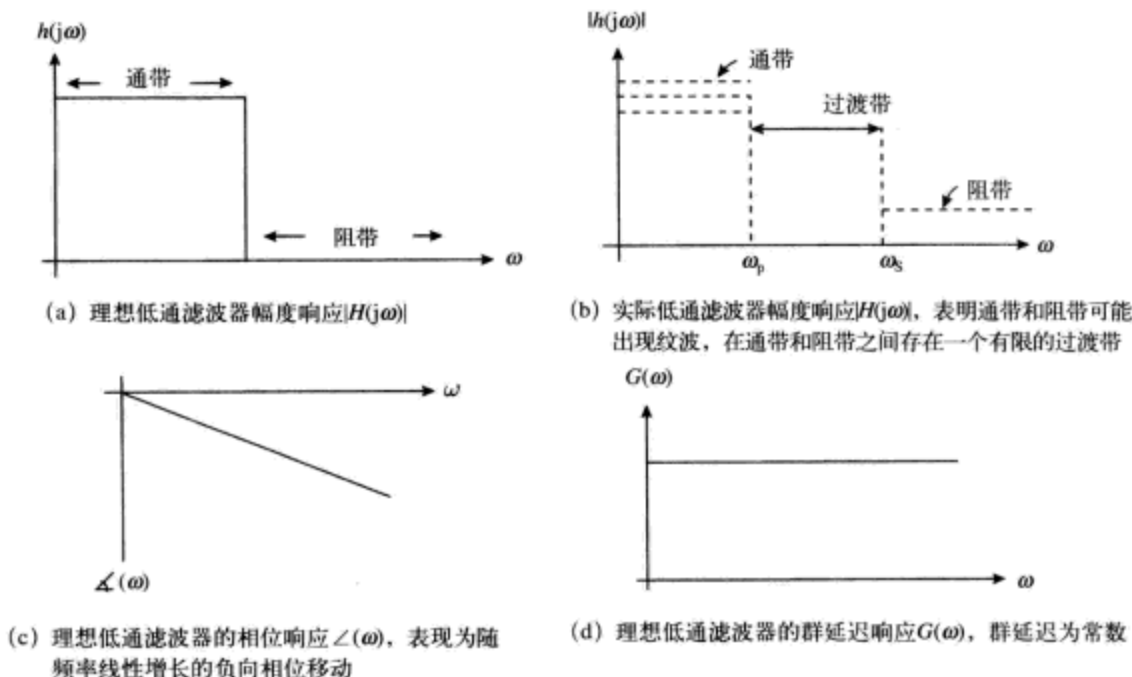 h(jω)
通带
阻带
ω
(a) 理想低通滤波器幅度响应|H(jω)|
|h(jω)|
通带
过渡带
阻带
ω
ωp
ωS
(b) 实际低通滤波器幅度响应|H(jω)|，表明通带和阻带可能
出现纹波，在通带和阻带之间存在一个有限的过渡带
ω
∡(ω)
(c) 理想低通滤波器的相位响应∠(ω)，表现为随
频率线性增长的负向相位移动
G(ω)
ω
(d) 理想低通滤波器的群延迟响应G(ω)，群延迟为常数